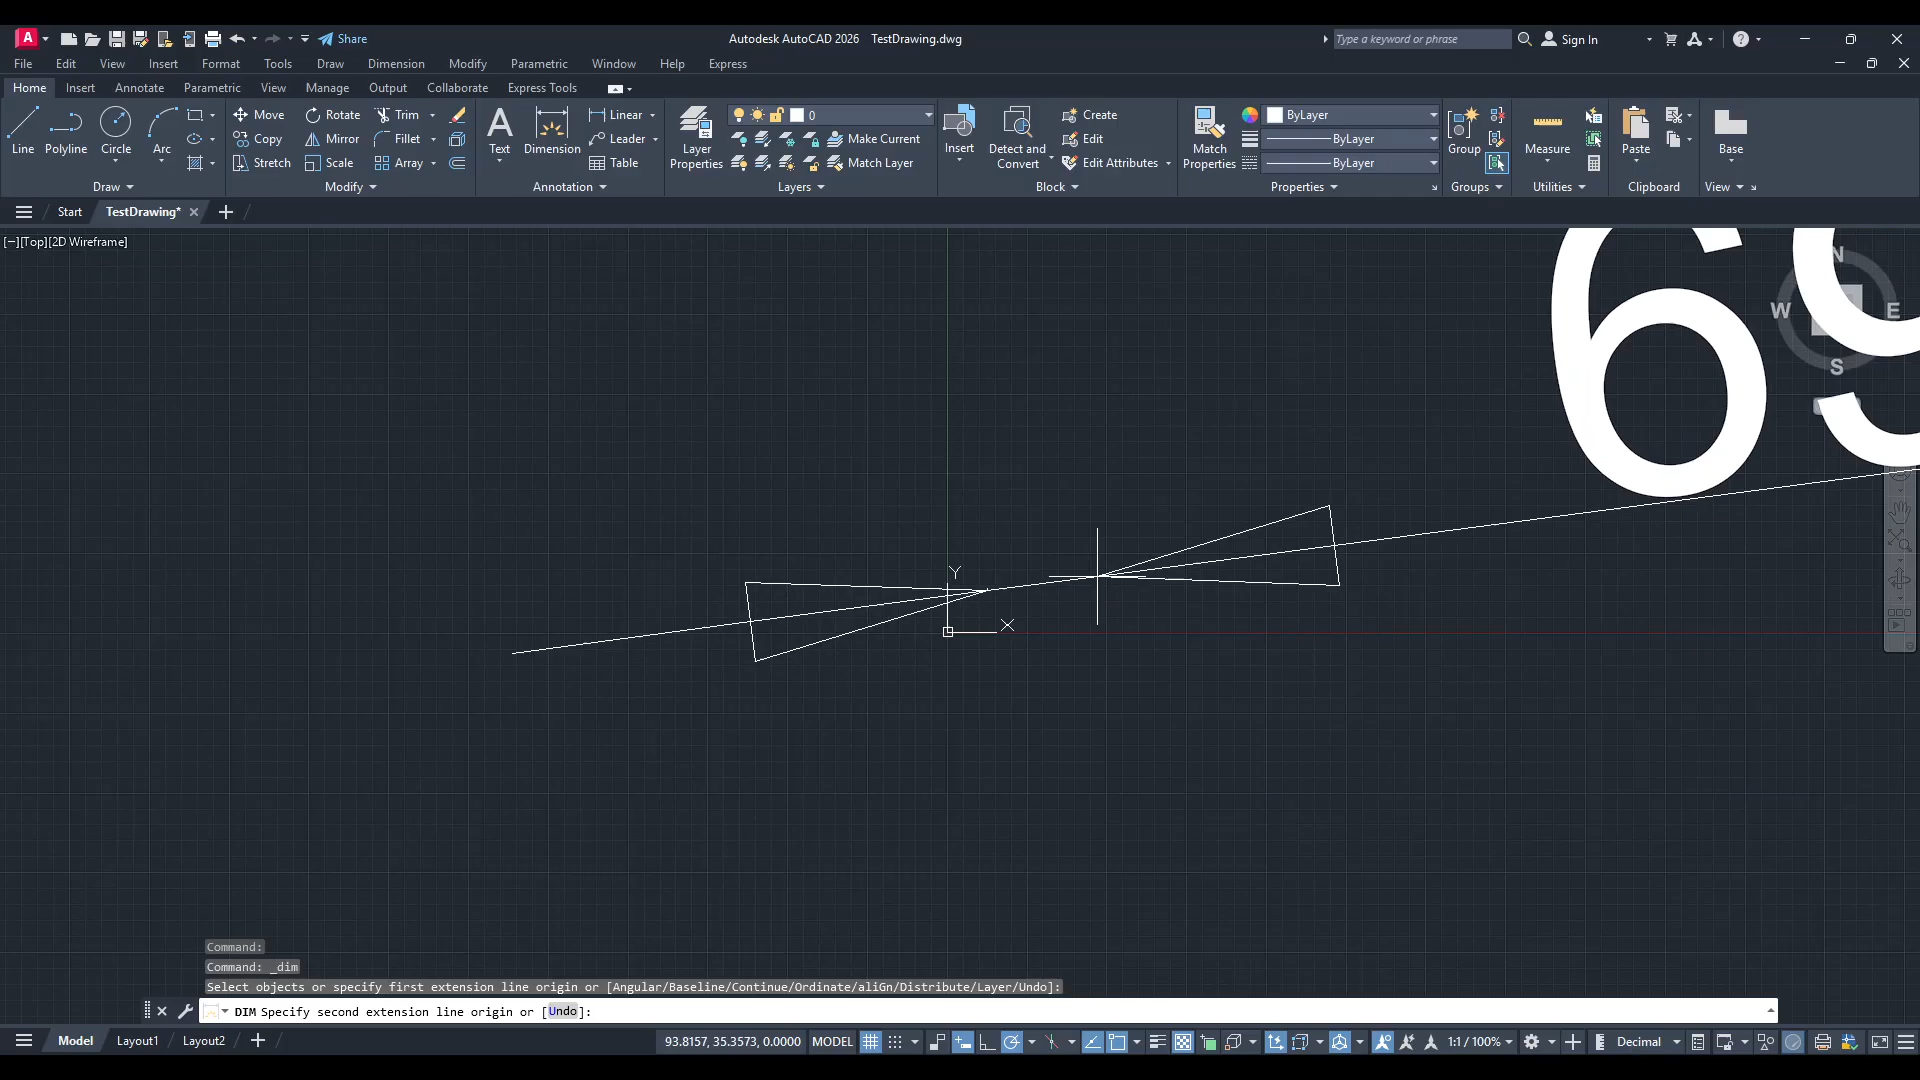 A Share Autodesk AutoCAD 2026 TestDrawing.dwg Type a keyword or phrase Sign In
File Edit View Insert Format Tools Draw Dimension Modify Parametric Window Help Express
Home Insert Annotate Parametric View Manage Output Collaborate Express Tools
Line Polyline Circle Arc
Move Rotate Trim
Copy Mirror Fillet
Stretch Scale Array
Draw Modify
A Text Dimension
Linear
Leader
Table
Annotation
Layer Properties
0
Make Current
Match Layer
Layers
Insert Detect and Convert
Create
Edit
Edit Attributes
Block
Match Properties
ByLayer
ByLayer
ByLayer
Properties
Group
Groups
Measure
Utilities
Paste
Clipboard
Base
View
Start TestDrawing*
[−][Top][2D Wireframe]
N
W E
S
6
Y
X
Command:
Command: _dim
Select objects or specify first extension line origin or [Angular/Baseline/Continue/Ordinate/aliGn/Distribute/Layer/Undo]:
DIM Specify second extension line origin or [Undo]:
Model Layout1 Layout2 93.8157, 35.3573, 0.0000 MODEL 1:1 / 100% Decimal